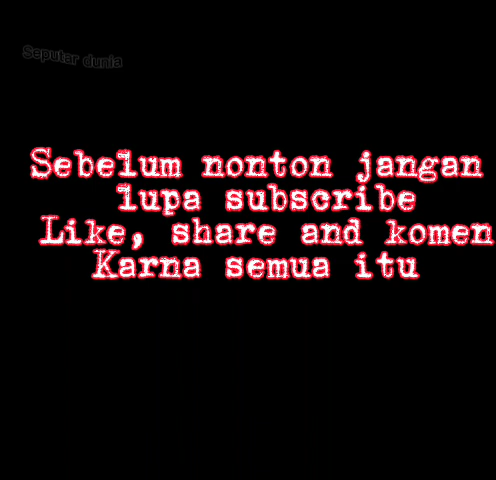 Seputar dunia
Sebelum nonton jangan
lupa subscribe
Like, share and komen
Karna semua itu